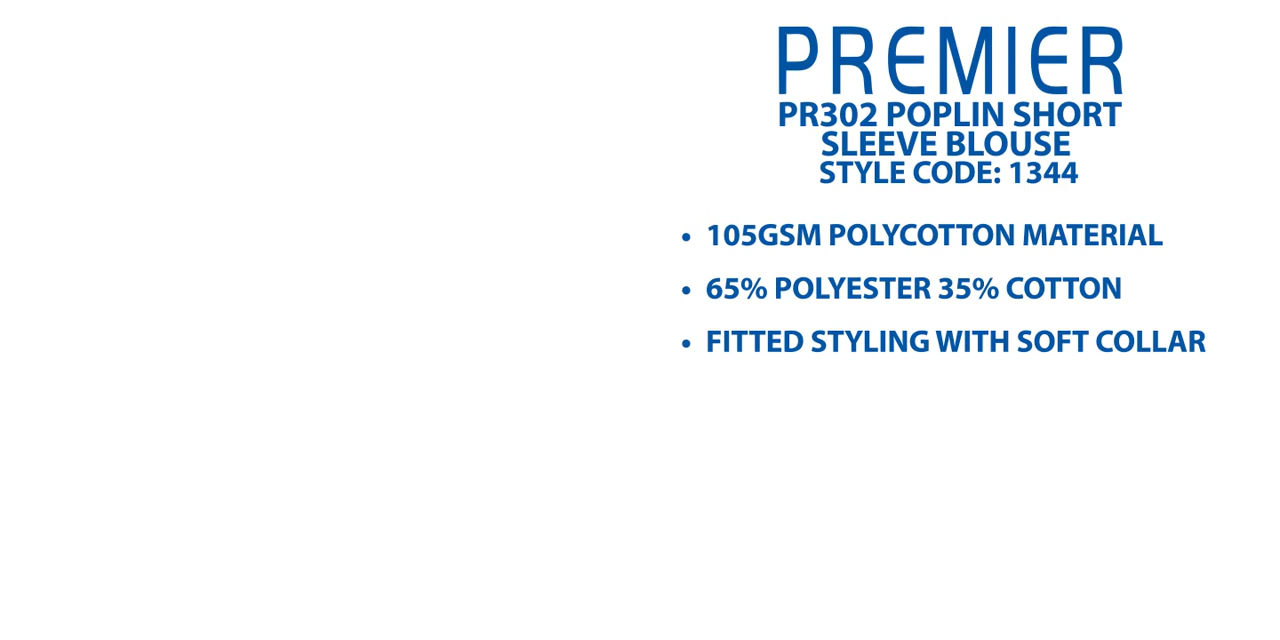 PREMIER
PR302 POPLIN SHORT
SLEEVE BLOUSE
STYLE CODE: 1344
• 105GSM POLYCOTTON MATERIAL
• 65% POLYESTER 35% COTTON
• FITTED STYLING WITH SOFT COLLAR